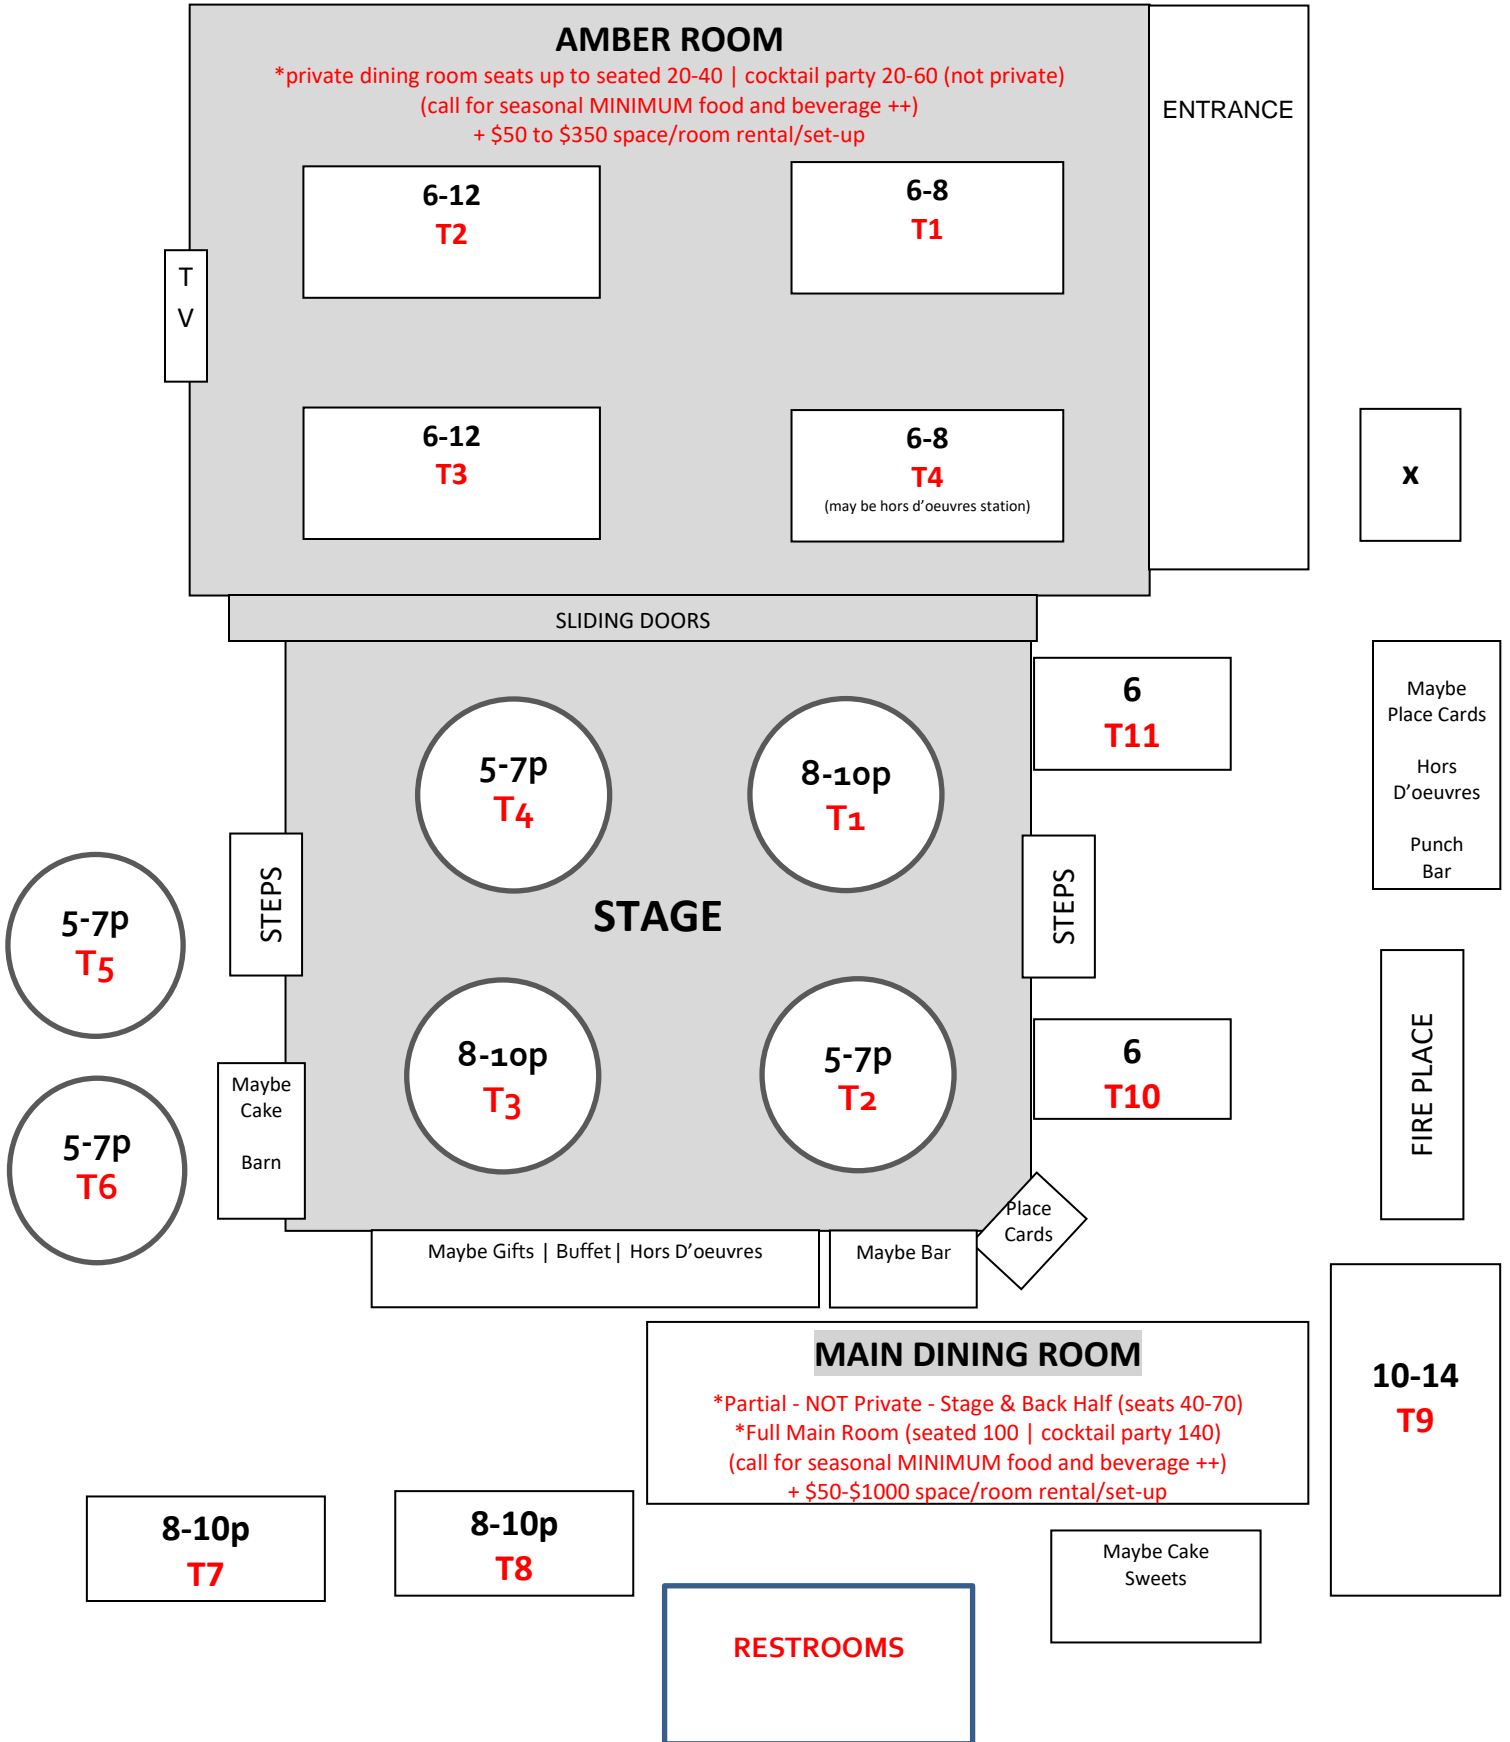 AMBER ROOM
*private dining room seats up to seated 20-40 | cocktail party 20-60 (not private)
(call for seasonal MINIMUM food and beverage ++)
+ $50 to $350 space/room rental/set-up
ENTRANCE
6-12
T2
6-8
T1
T
V
6-12
T3
6-8
T4
(may be hors d'oeuvres station)
x
SLIDING DOORS
6
T11
Maybe
Place Cards
Hors
D'oeuvres
Punch
Bar
5-7p
T4
8-10p
T1
STEPS
STAGE
STEPS
5-7p
T5
8-10p
T3
5-7p
T2
6
T10
FIRE PLACE
Maybe
Cake
Barn
5-7p
T6
Place
Cards
Maybe Gifts | Buffet | Hors D'oeuvres
Maybe Bar
MAIN DINING ROOM
*Partial - NOT Private - Stage & Back Half (seats 40-70)
*Full Main Room (seated 100 | cocktail party 140)
(call for seasonal MINIMUM food and beverage ++)
+ $50-$1000 space/room rental/set-up
10-14
T9
8-10p
T7
8-10p
T8
Maybe Cake
Sweets
RESTROOMS